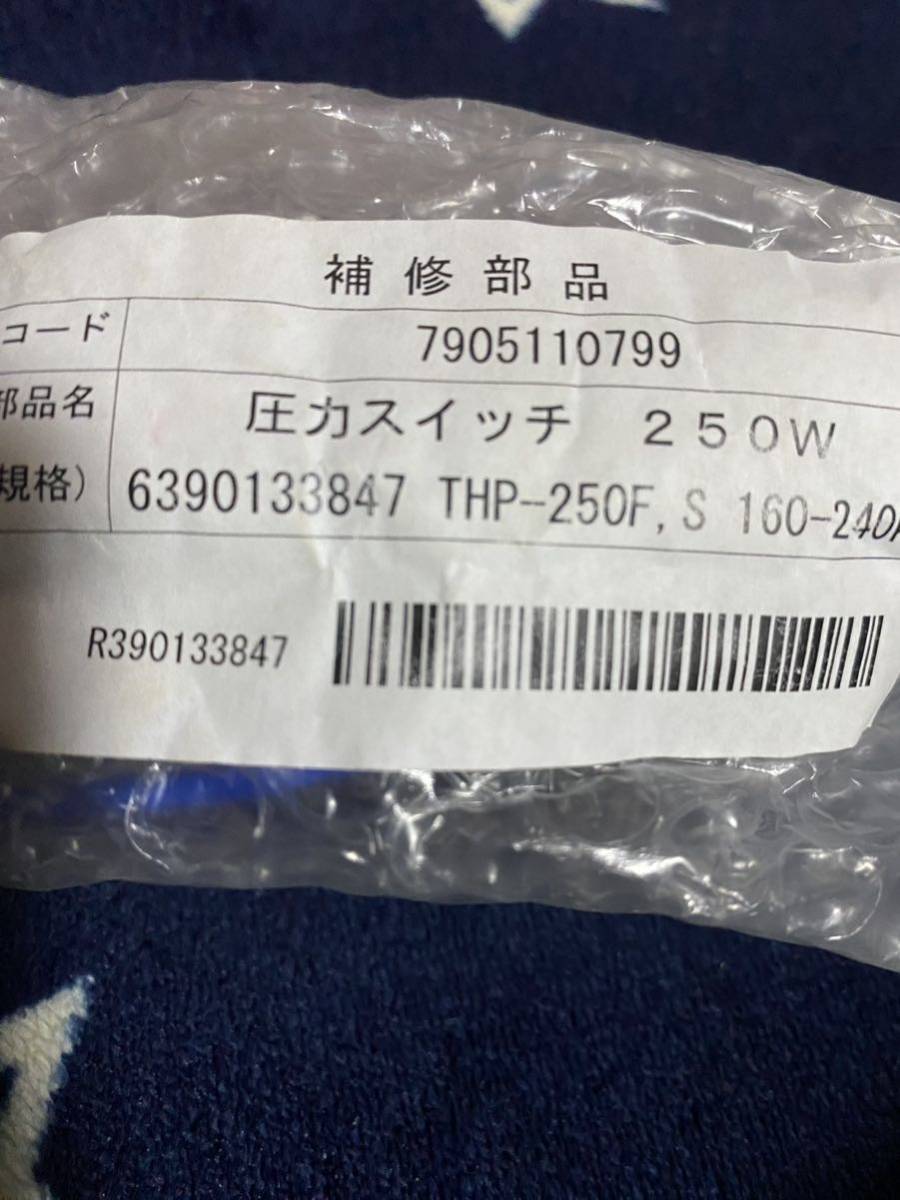 補修部品
コード 7905110799
部品名 圧力スイッチ ２５０Ｗ
規格) 6390133847 THP-250F,S 160-240
R390133847